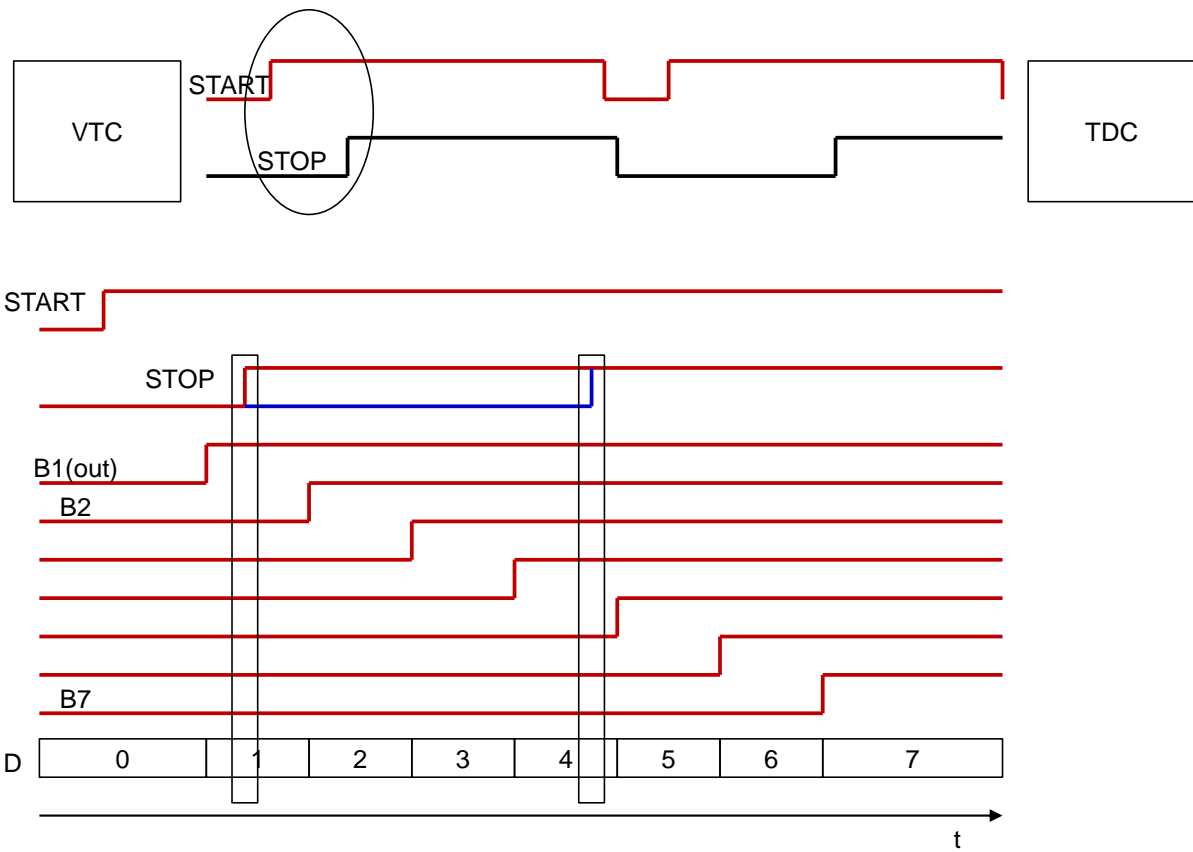 START
VTC
TDC
STOP
START
STOP
B1(out)
B2
B7
D 0 1 2 3 4 5 6 7
t